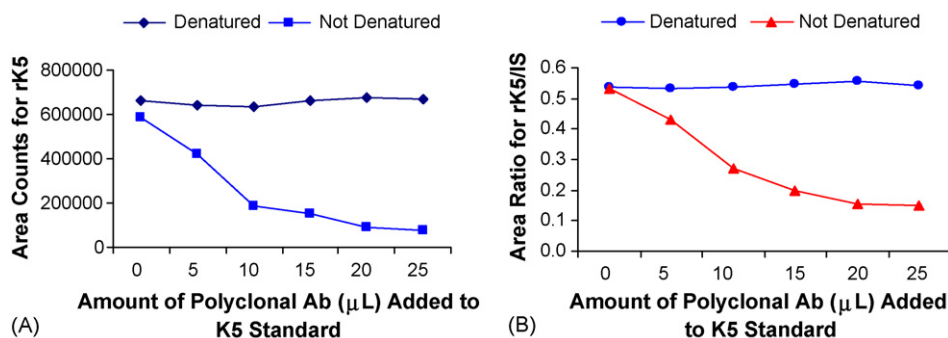 Denatured Not Denatured
Area Counts for rK5
800000
600000
400000
200000
0
0 5 10 15 20 25
Amount of Polyclonal Ab (μL) Added to
K5 Standard
(A)
Denatured Not Denatured
Area Ratio for rK5/IS
0.6
0.5
0.4
0.3
0.2
0.1
0.0
0 5 10 15 20 25
Amount of Polyclonal Ab (μL) Added
to K5 Standard
(B)